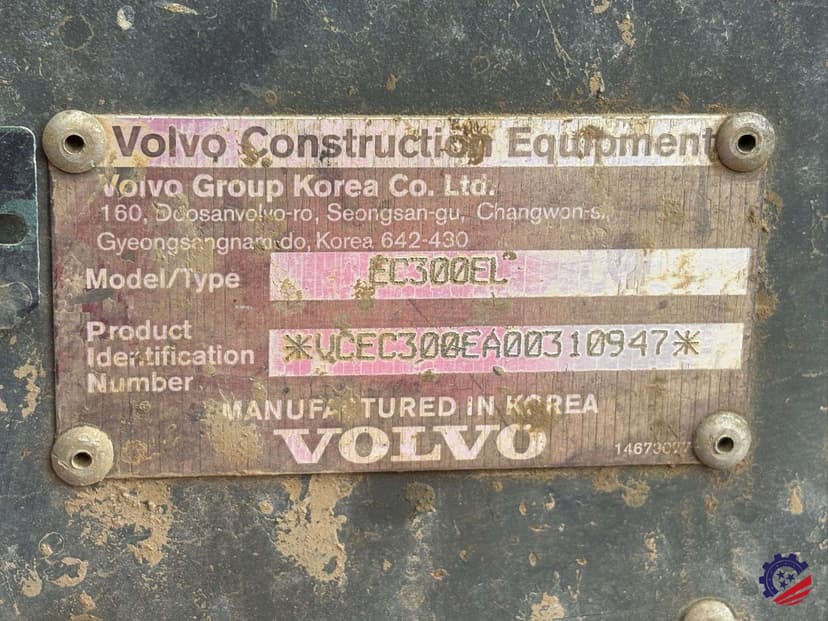 Volvo Construction Equipment
Volvo Group Korea Co. Ltd.
160, Doosanvolvo-ro, Seongsan-gu, Changwon-s.,
Gyeongsangnam-do, Korea 642-430
Model/Type EC300EL
Product
Identification
Number
*VCEC300EA00310947*
MANUFACTURED IN KOREA
VOLVO